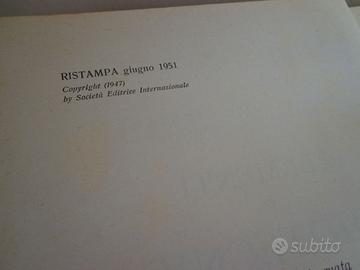 RISTAMPA giugno 1951
Copyright (1947)
by Società Editrice Internazionale
subito